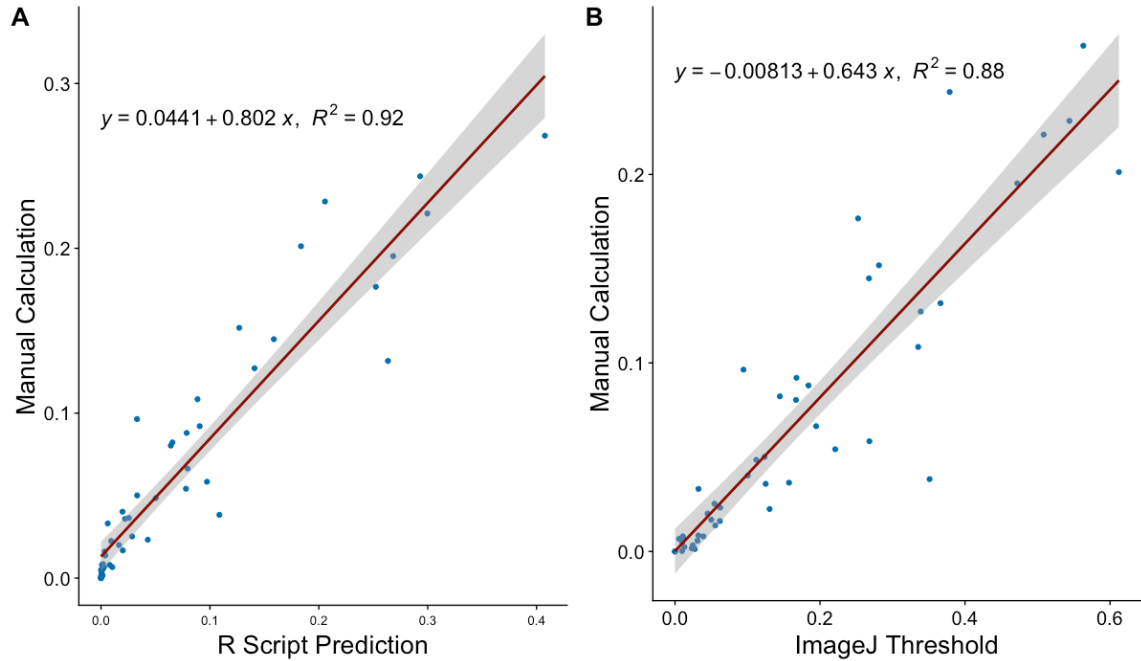 A
y = 0.0441 + 0.802 x, R² = 0.92
Manual Calculation
0.3
0.2
0.1
0.0
0.0 0.1 0.2 0.3 0.4
R Script Prediction
B
y = −0.00813 + 0.643 x, R² = 0.88
Manual Calculation
0.2
0.1
0.0
0.0 0.2 0.4 0.6
ImageJ Threshold